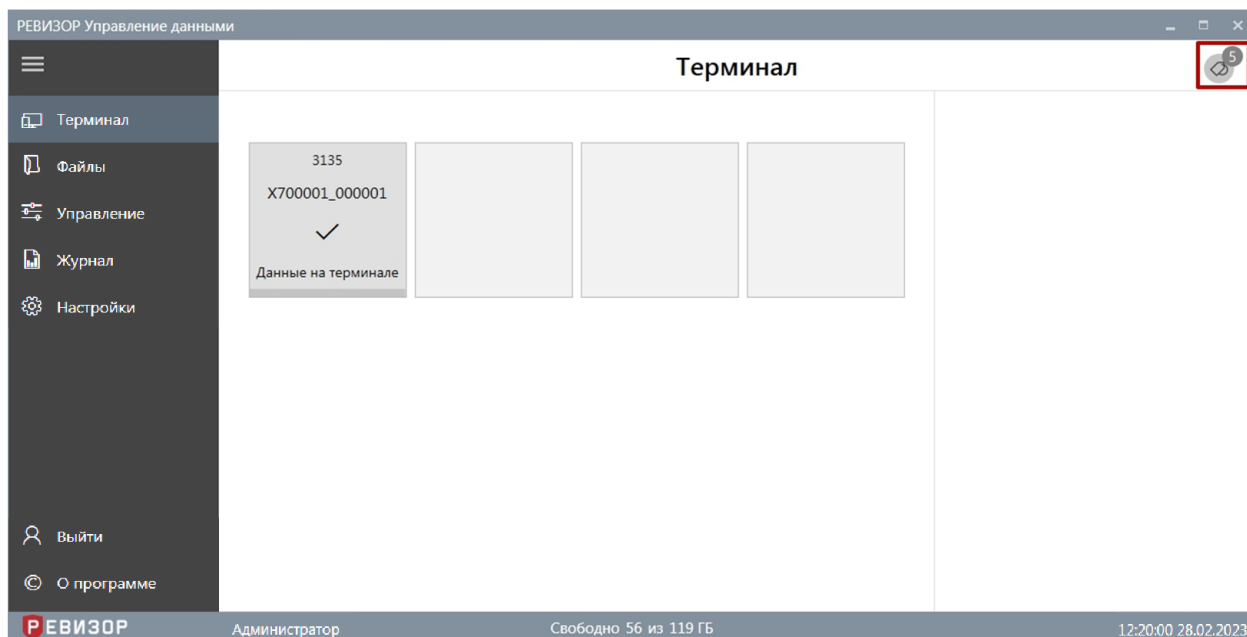 РЕВИЗОР Управление данными
Терминал
5
Терминал
Файлы
Управление
Журнал
Настройки
3135
X700001_000001
Данные на терминале
Выйти
О программе
РЕВИЗОР
Администратор
Свободно 56 из 119 ГБ
12:20:00 28.02.2023